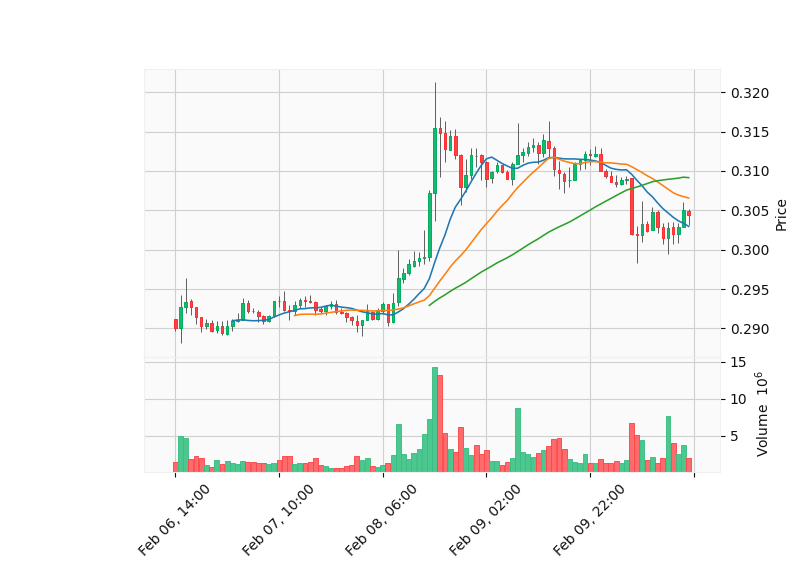 0.320
0.315
0.310
0.305
0.300
0.295
0.290
Price
15
10
5
Volume 10⁶
Feb 06, 14:00
Feb 07, 10:00
Feb 08, 06:00
Feb 09, 02:00
Feb 09, 22:00